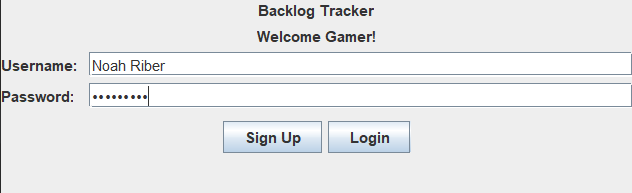 Backlog Tracker
Welcome Gamer!
Username: Noah Riber
Password: •••••••••
Sign Up Login